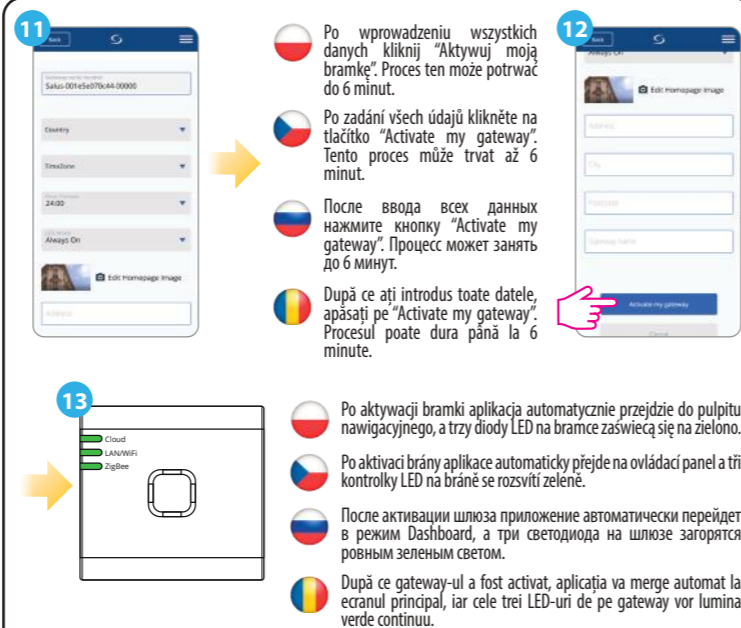 11
Back
Gateway serial number
Salus-001e5e070c44-00000
Country
TimeZone
24:00
Always On
Edit Homepage Image
Address
Po wprowadzeniu wszystkich
danych kliknij “Aktywuj moją
bramkę”. Proces ten może potrwać
do 6 minut.
Po zadání všech údajů klikněte na
tlačítko “Activate my gateway”.
Tento proces může trvat až 6
minut.
После ввода всех данных
нажмите кнопку “Activate my
gateway”. Процесс может занять
до 6 минут.
După ce ați introdus toate datele,
apăsați pe “Activate my gateway”.
Procesul poate dura până la 6
minute.
12
Back
Always On
Edit Homepage Image
Address
City
Postcode
Gateway name
Activate my gateway
Cancel
13
Cloud
LAN/WiFi
ZigBee
Po aktywacji bramki aplikacja automatycznie przejdzie do pulpitu
nawigacyjnego, a trzy diody LED na bramce zaświecą się na zielono.
Po aktivaci brány aplikace automaticky přejde na ovládací panel a tři
kontrolky LED na bráně se rozsvítí zeleně.
После активации шлюза приложение автоматически перейдет
в режим Dashboard, а три светодиода на шлюзе загорятся
ровным зеленым светом.
După ce gateway-ul a fost activat, aplicația va merge automat la
ecranul principal, iar cele trei LED-uri de pe gateway vor lumina
verde continuu.